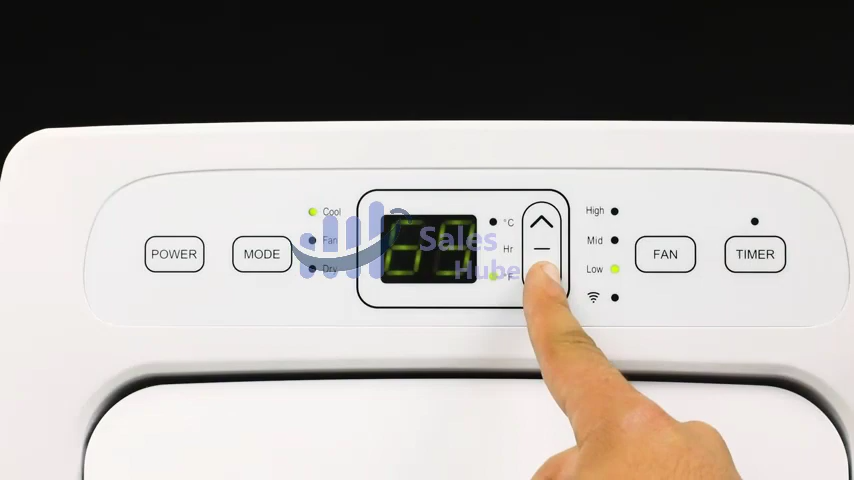 POWER
MODE
Cool
Fan
Dry
Sales
Hube
°C
Hr
°F
High
Mid
Low
FAN
TIMER